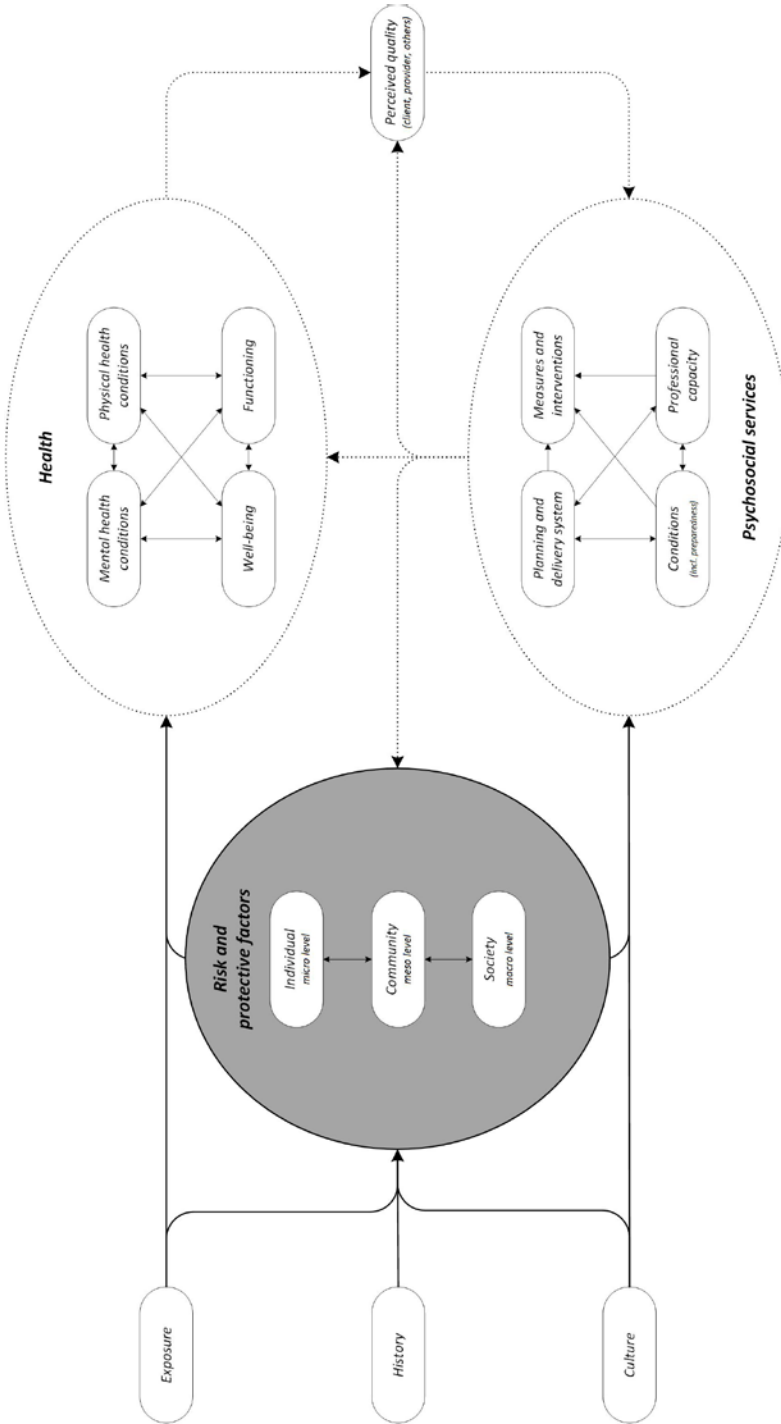 Exposure
History
Culture
Risk and
protective factors
Individual
micro level
Community
meso level
Society
macro level
Health
Mental health
conditions
Physical health
conditions
Well-being
Functioning
Planning and
delivery system
Measures and
interventions
Conditions
(incl. preparedness)
Professional
capacity
Psychosocial services
Perceived quality
(client, provider, others)